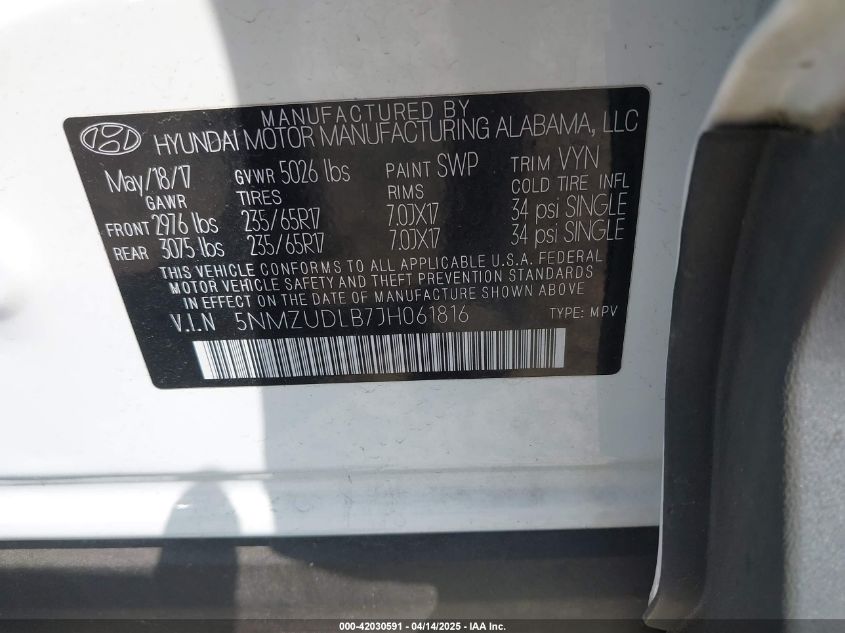 MANUFACTURED BY
HYUNDAI MOTOR MANUFACTURING ALABAMA, LLC
May/18/17 GVWR 5026 lbs PAINT SWP TRIM VYN
GAWR TIRES RIMS COLD TIRE INFL
FRONT 2976 lbs 235/65R17 7.0JX17 34 psi SINGLE
REAR 3075 lbs 235/65R17 7.0JX17 34 psi SINGLE
THIS VEHICLE CONFORMS TO ALL APPLICABLE U.S.A. FEDERAL
MOTOR VEHICLE SAFETY AND THEFT PREVENTION STANDARDS
IN EFFECT ON THE DATE OF MANUFACTURE SHOWN ABOVE
V.I.N 5NMZUDLB7JH061816 TYPE: MPV
000-42030591 - 04/14/2025 - IAA Inc.